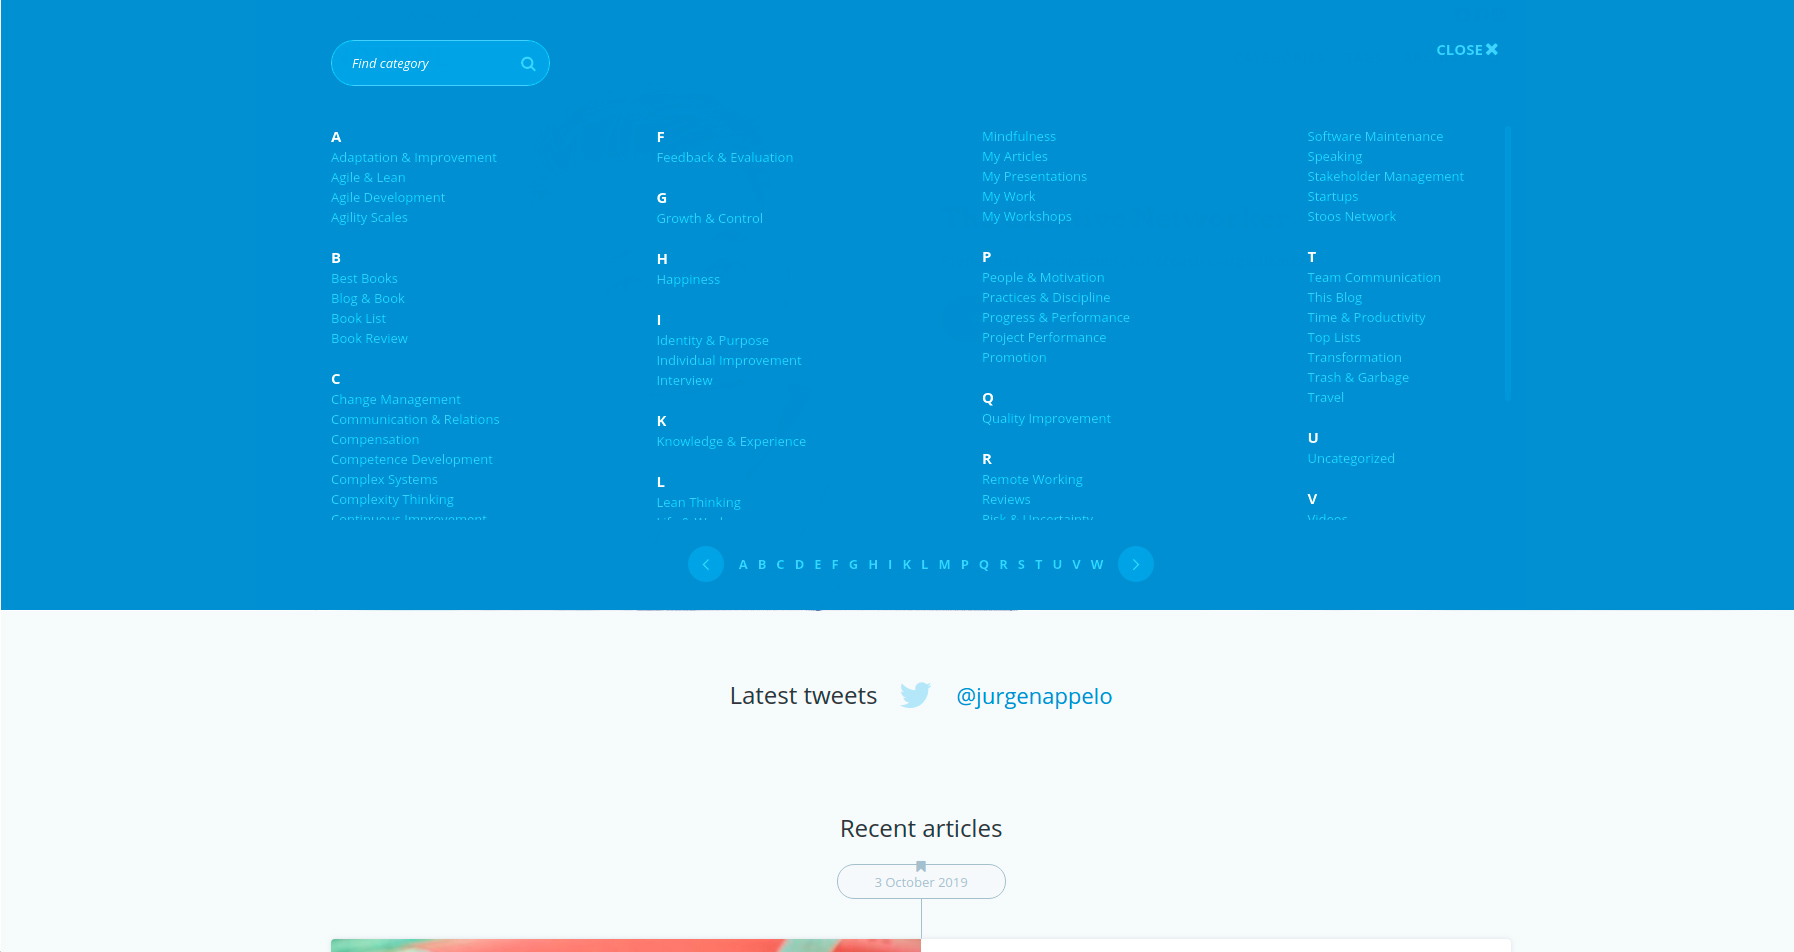 Find category
CLOSE
A
Adaptation & Improvement
Agile & Lean
Agile Development
Agility Scales
B
Best Books
Blog & Book
Book List
Book Review
C
Change Management
Communication & Relations
Compensation
Competence Development
Complex Systems
Complexity Thinking
Continuous Improvement
F
Feedback & Evaluation
G
Growth & Control
H
Happiness
I
Identity & Purpose
Individual Improvement
Interview
K
Knowledge & Experience
L
Lean Thinking
Mindfulness
My Articles
My Presentations
My Work
My Workshops
P
People & Motivation
Practices & Discipline
Progress & Performance
Project Performance
Promotion
Q
Quality Improvement
R
Remote Working
Reviews
Risk & Uncertainty
Software Maintenance
Speaking
Stakeholder Management
Startups
Stoos Network
T
Team Communication
This Blog
Time & Productivity
Top Lists
Transformation
Trash & Garbage
Travel
U
Uncategorized
V
Videos
A B C D E F G H I K L M P Q R S T U V W
Latest tweets @jurgenappelo
Recent articles
3 October 2019